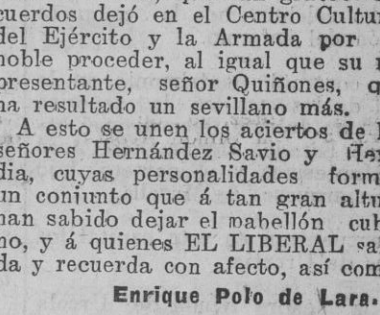 cuerdos dejó en el Centro Cultur
del Ejército y la Armada por
noble proceder, al igual que su r
presentante, señor Quiñones, q
ha resultado un sevillano más.
A esto se unen los aciertos de l
señores Hernández Savio y Her
dia, cuyas personalidades form
un conjunto que á tan gran altu
han sabido dejar el pabellón cub
no, y á quienes EL LIBERAL sal
da y recuerda con afecto, así com
Enrique Polo de Lara.